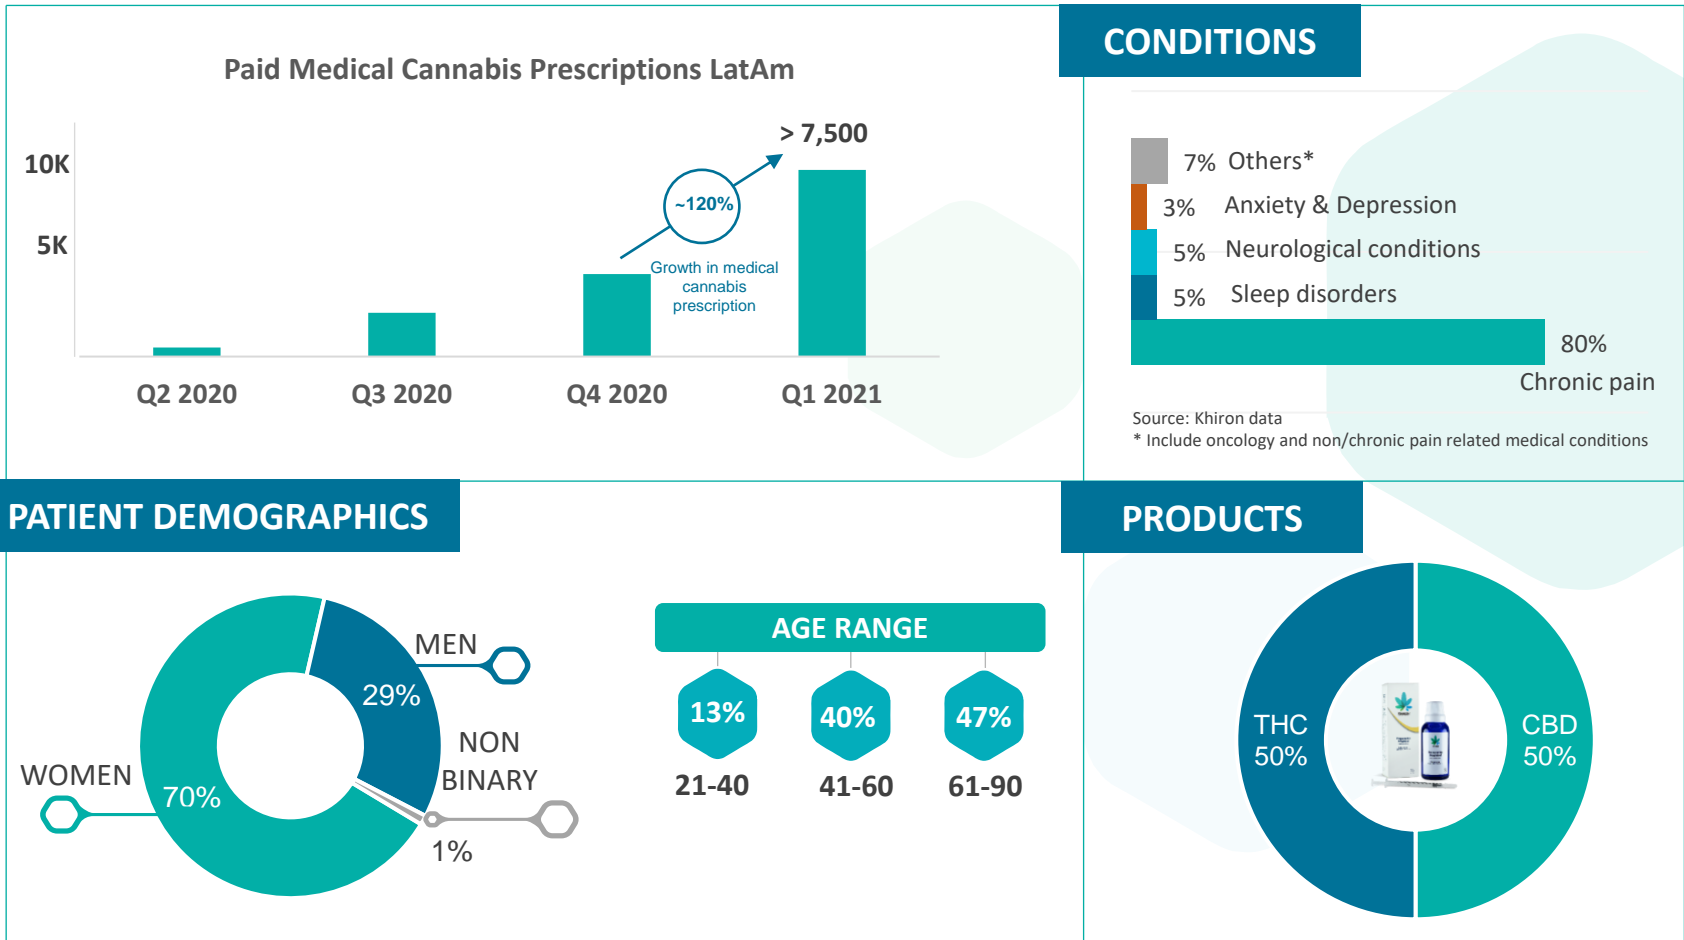 Paid Medical Cannabis Prescriptions LatAm
10K
5K
> 7,500
~120%
Growth in medical
cannabis
prescription
Q2 2020
Q3 2020
Q4 2020
Q1 2021
CONDITIONS
7% Others*
3% Anxiety & Depression
5% Neurological conditions
5% Sleep disorders
80%
Chronic pain
Source: Khiron data
* Include oncology and non/chronic pain related medical conditions
PATIENT DEMOGRAPHICS
MEN
29%
NON
BINARY
1%
WOMEN
70%
AGE RANGE
13%
40%
47%
21-40
41-60
61-90
PRODUCTS
THC
50%
CBD
50%